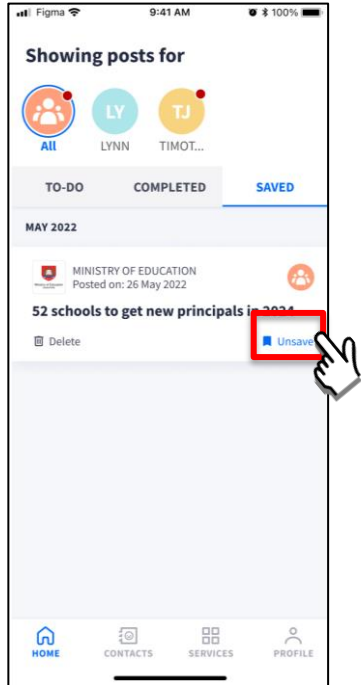 Figma 9:41 AM 100%
Showing posts for
LY TJ
All LYNN TIMOT...
TO-DO COMPLETED SAVED
MAY 2022
MINISTRY OF EDUCATION
Posted on: 26 May 2022
52 schools to get new principals in 2024
Delete Unsave
HOME CONTACTS SERVICES PROFILE